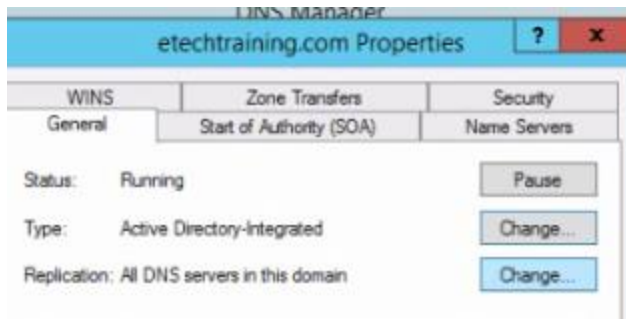 DNS Manager
etechtraining.com Properties ? x
WINS Zone Transfers Security
General Start of Authority (SOA) Name Servers
Status: Running Pause
Type: Active Directory-Integrated Change...
Replication: All DNS servers in this domain Change...